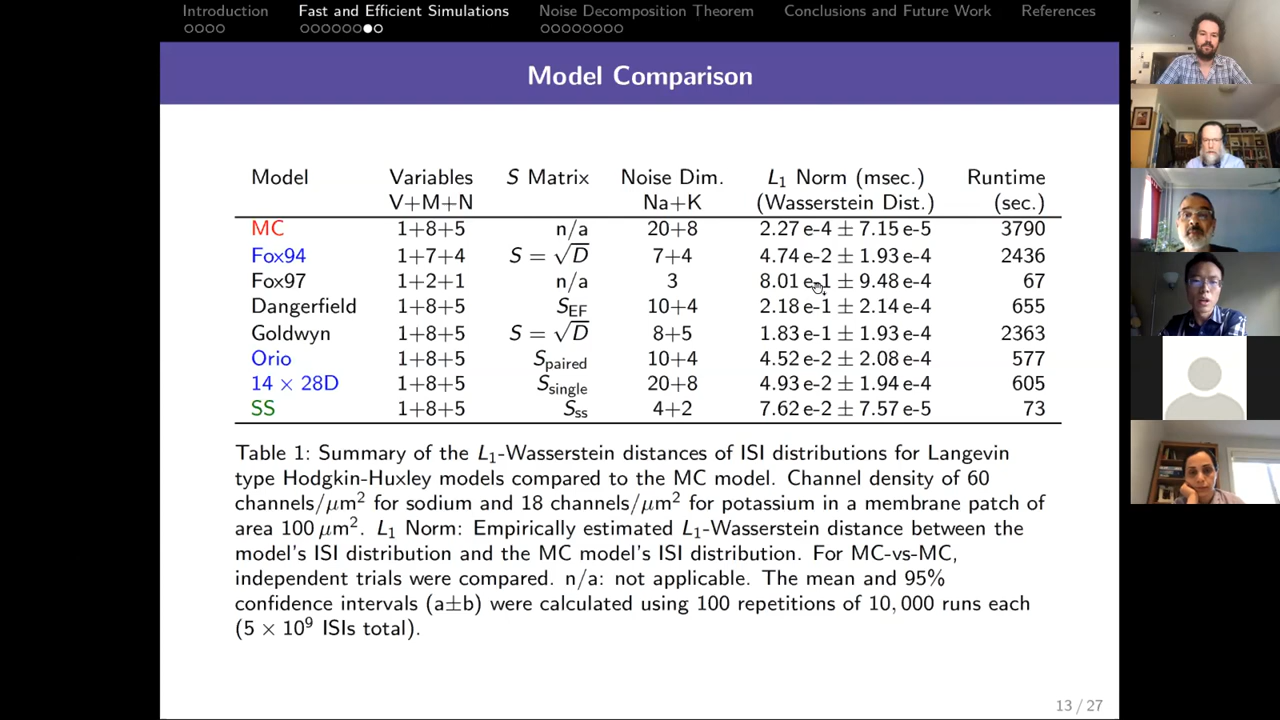 Introduction Fast and Efficient Simulations Noise Decomposition Theorem Conclusions and Future Work References
Model Comparison
Model Variables S Matrix Noise Dim. L₁ Norm (msec.) Runtime
V+M+N Na+K (Wasserstein Dist.) (sec.)
MC 1+8+5 n/a 20+8 2.27 e-4 ± 7.15 e-5 3790
Fox94 1+7+4 S = √D 7+4 4.74 e-2 ± 1.93 e-4 2436
Fox97 1+2+1 n/a 3 8.01 e-1 ± 9.48 e-4 67
Dangerfield 1+8+5 S_EF 10+4 2.18 e-1 ± 2.14 e-4 655
Goldwyn 1+8+5 S = √D 8+5 1.83 e-1 ± 1.93 e-4 2363
Orio 1+8+5 S_paired 10+4 4.52 e-2 ± 2.08 e-4 577
14 × 28D 1+8+5 S_single 20+8 4.93 e-2 ± 1.94 e-4 605
SS 1+8+5 S_ss 4+2 7.62 e-2 ± 7.57 e-5 73
Table 1: Summary of the L₁-Wasserstein distances of ISI distributions for Langevin
type Hodgkin-Huxley models compared to the MC model. Channel density of 60
channels/μm² for sodium and 18 channels/μm² for potassium in a membrane patch of
area 100 μm². L₁ Norm: Empirically estimated L₁-Wasserstein distance between the
model's ISI distribution and the MC model's ISI distribution. For MC-vs-MC,
independent trials were compared. n/a: not applicable. The mean and 95%
confidence intervals (a±b) were calculated using 100 repetitions of 10, 000 runs each
(5 × 10⁹ ISIs total).
13 / 27